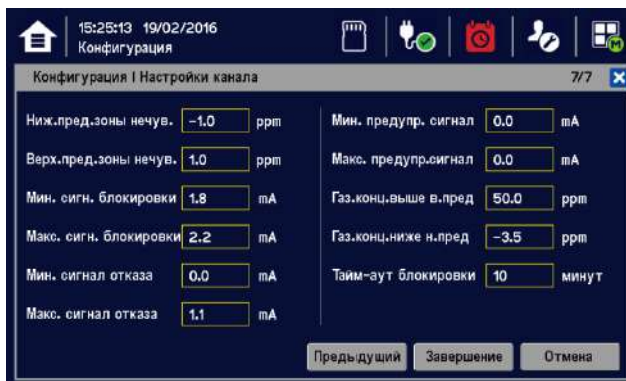 15:25:13 19/02/2016
Конфигурация
M
Конфигурация I Настройки канала 7/7 X
Ниж.пред.зоны нечув. -1.0 ppm
Верх.пред.зоны нечув. 1.0 ppm
Мин. сигн. блокировки 1.8 mA
Макс. сигн. блокировки 2.2 mA
Мин. сигнал отказа 0.0 mA
Макс. сигнал отказа 1.1 mA
Мин. предупр. сигнал 0.0 mA
Макс. предупр.сигнал 0.0 mA
Газ.конц.выше в.пред 50.0 ppm
Газ.конц.ниже н.пред -3.5 ppm
Тайм-аут блокировки 10 минут
Предыдущий Завершение Отмена